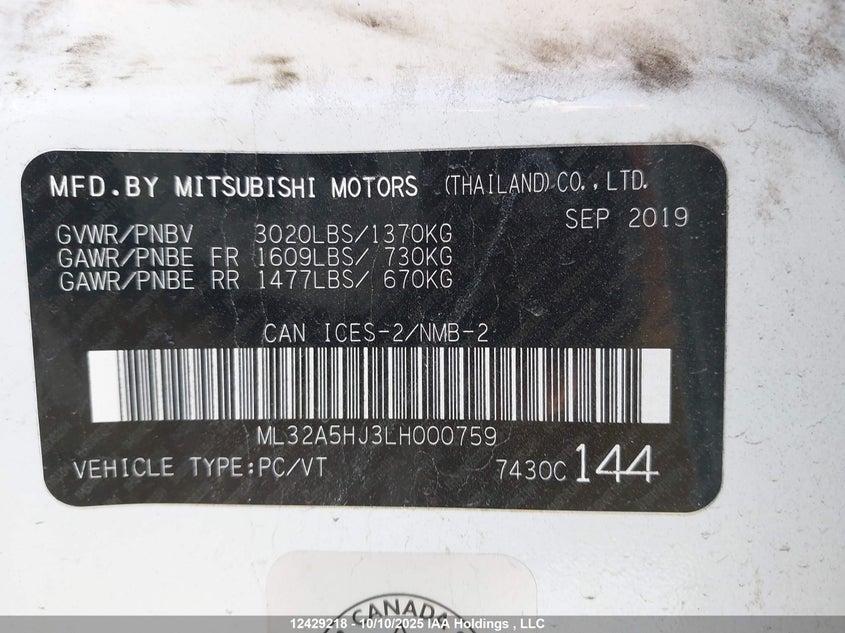 MFD.BY MITSUBISHI MOTORS (THAILAND)CO.,LTD.
SEP 2019
GVWR/PNBV 3020LBS/1370KG
GAWR/PNBE FR 1609LBS/ 730KG
GAWR/PNBE RR 1477LBS/ 670KG
CAN ICES-2/NMB-2
ML32A5HJ3LH000759
VEHICLE TYPE:PC/VT 7430C 144
CANADA
12429218 - 10/10/2025 IAA Holdings , LLC